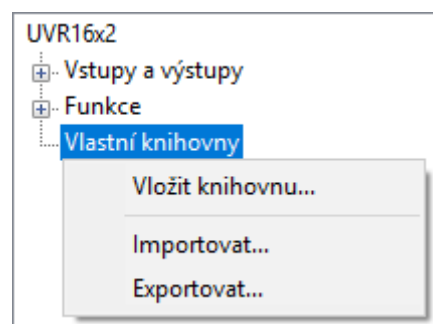 UVR16x2
Vstupy a výstupy
Funkce
Vlastní knihovny
Vložit knihovnu...
Importovat...
Exportovat...